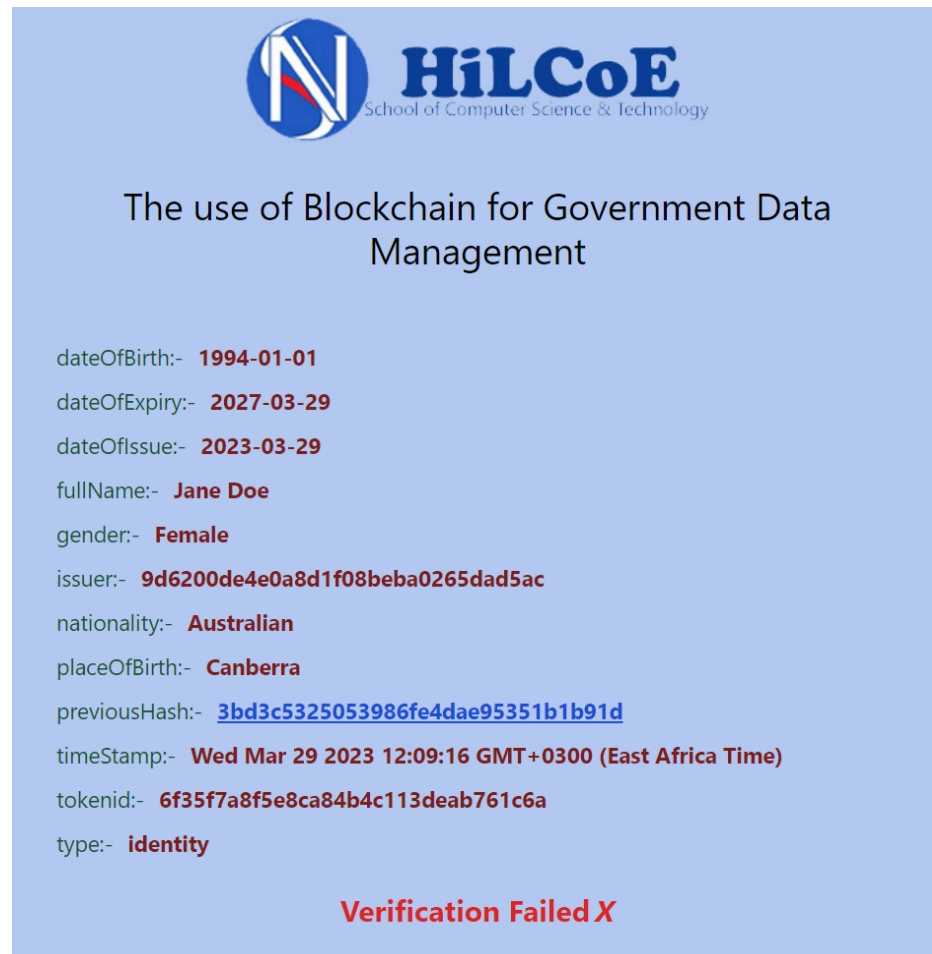 HiLCoE
School of Computer Science & Technology
The use of Blockchain for Government Data
Management
dateOfBirth:- 1994-01-01
dateOfExpiry:- 2027-03-29
dateOfIssue:- 2023-03-29
fullName:- Jane Doe
gender:- Female
issuer:- 9d6200de4e0a8d1f08beba0265dad5ac
nationality:- Australian
placeOfBirth:- Canberra
previousHash:- 3bd3c5325053986fe4dae95351b1b91d
timeStamp:- Wed Mar 29 2023 12:09:16 GMT+0300 (East Africa Time)
tokenid:- 6f35f7a8f5e8ca84b4c113deab761c6a
type:- identity
Verification Failed X